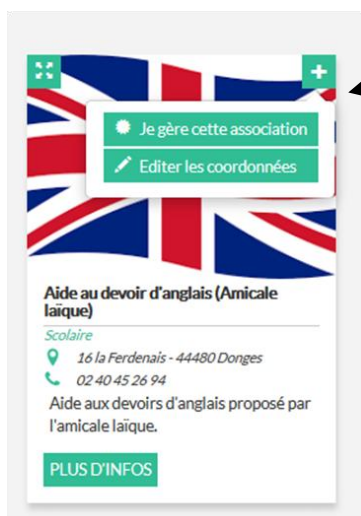 Je gère cette association
Editer les coordonnées
Aide au devoir d'anglais (Amicale
laïque)
Scolaire
16 la Ferdenais - 44480 Donges
02 40 45 26 94
Aide aux devoirs d'anglais proposé par
l'amicale laïque.
PLUS D'INFOS